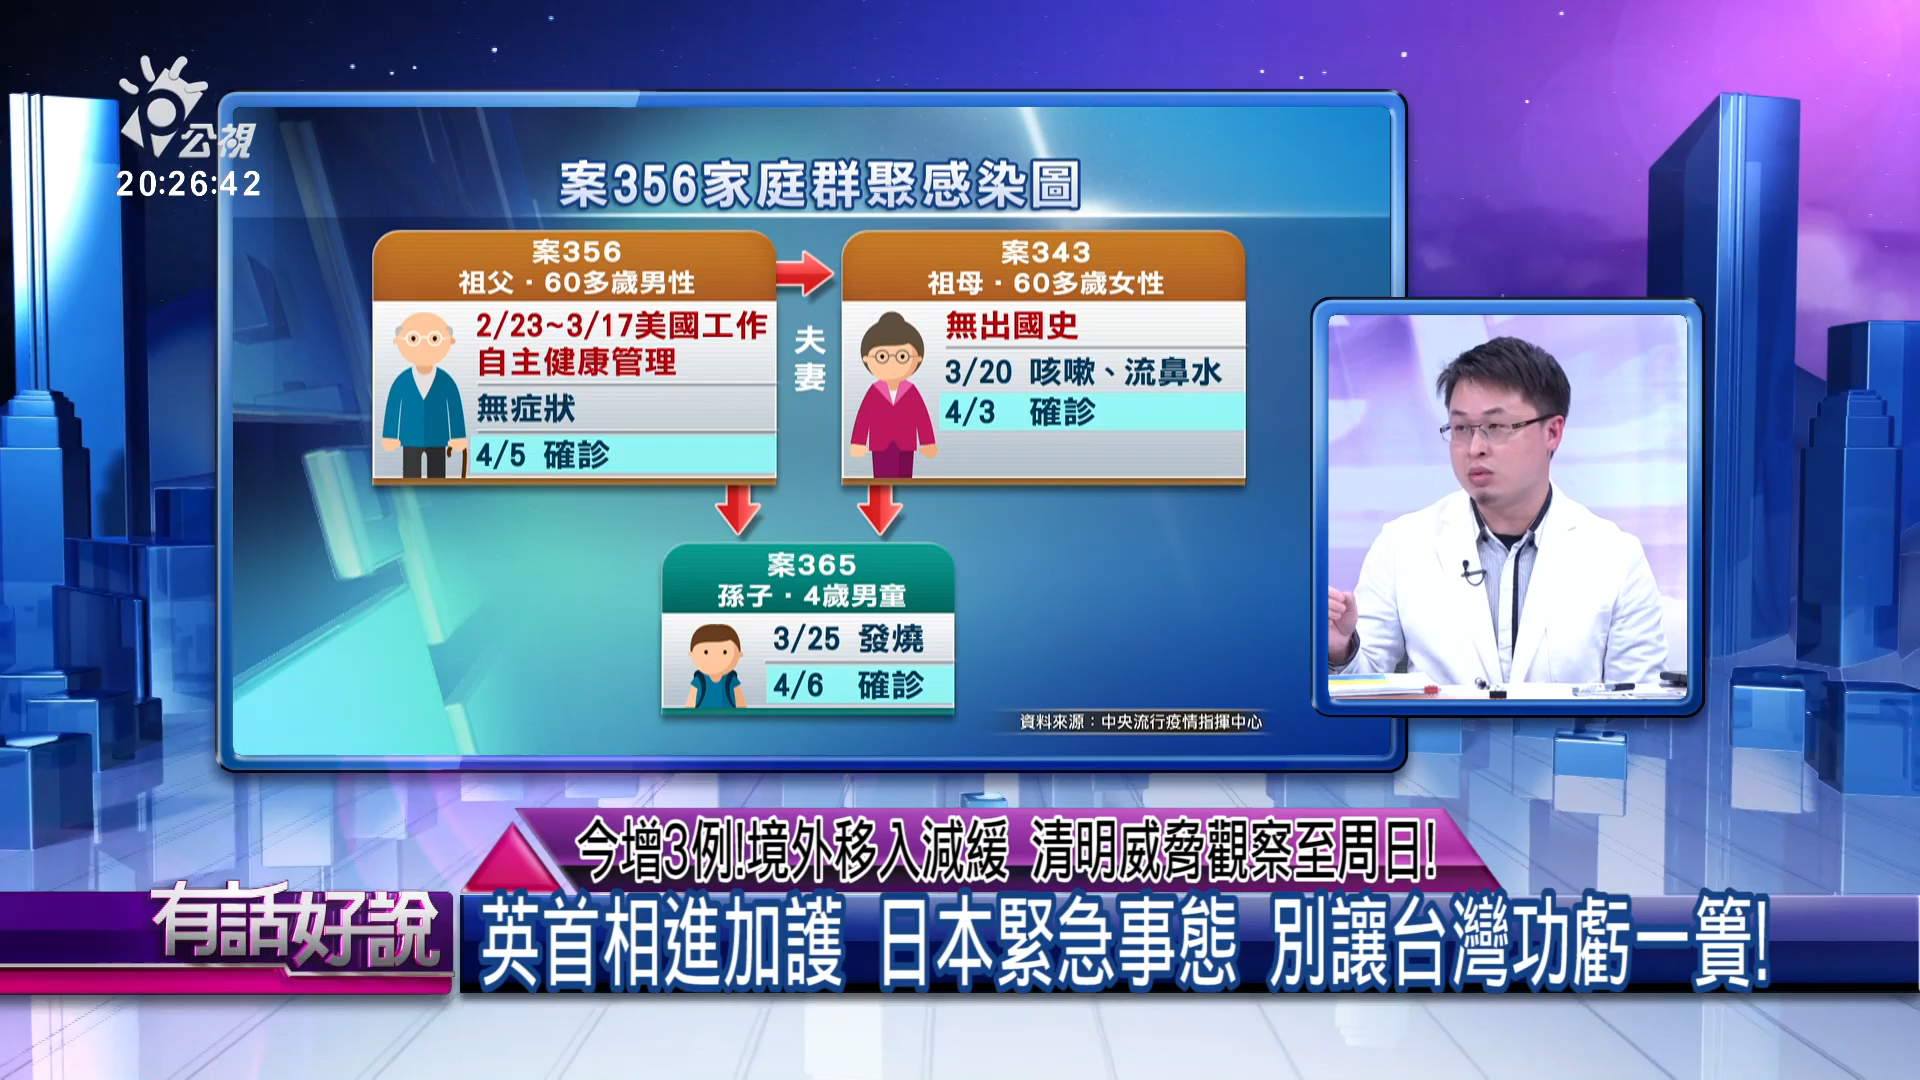 公視
20:26:42
案356家庭群聚感染圖
案356
祖父·60多歲男性
2/23~3/17美國工作
自主健康管理
無症狀
4/5 確診
夫妻
案343
祖母·60多歲女性
無出國史
3/20 咳嗽、流鼻水
4/3 確診
案365
孫子·4歲男童
3/25 發燒
4/6 確診
資料來源：中央流行疫情指揮中心
今增3例!境外移入減緩 清明威脅觀察至周日!
有話好說
英首相進加護 日本緊急事態 別讓台灣功虧一簣!